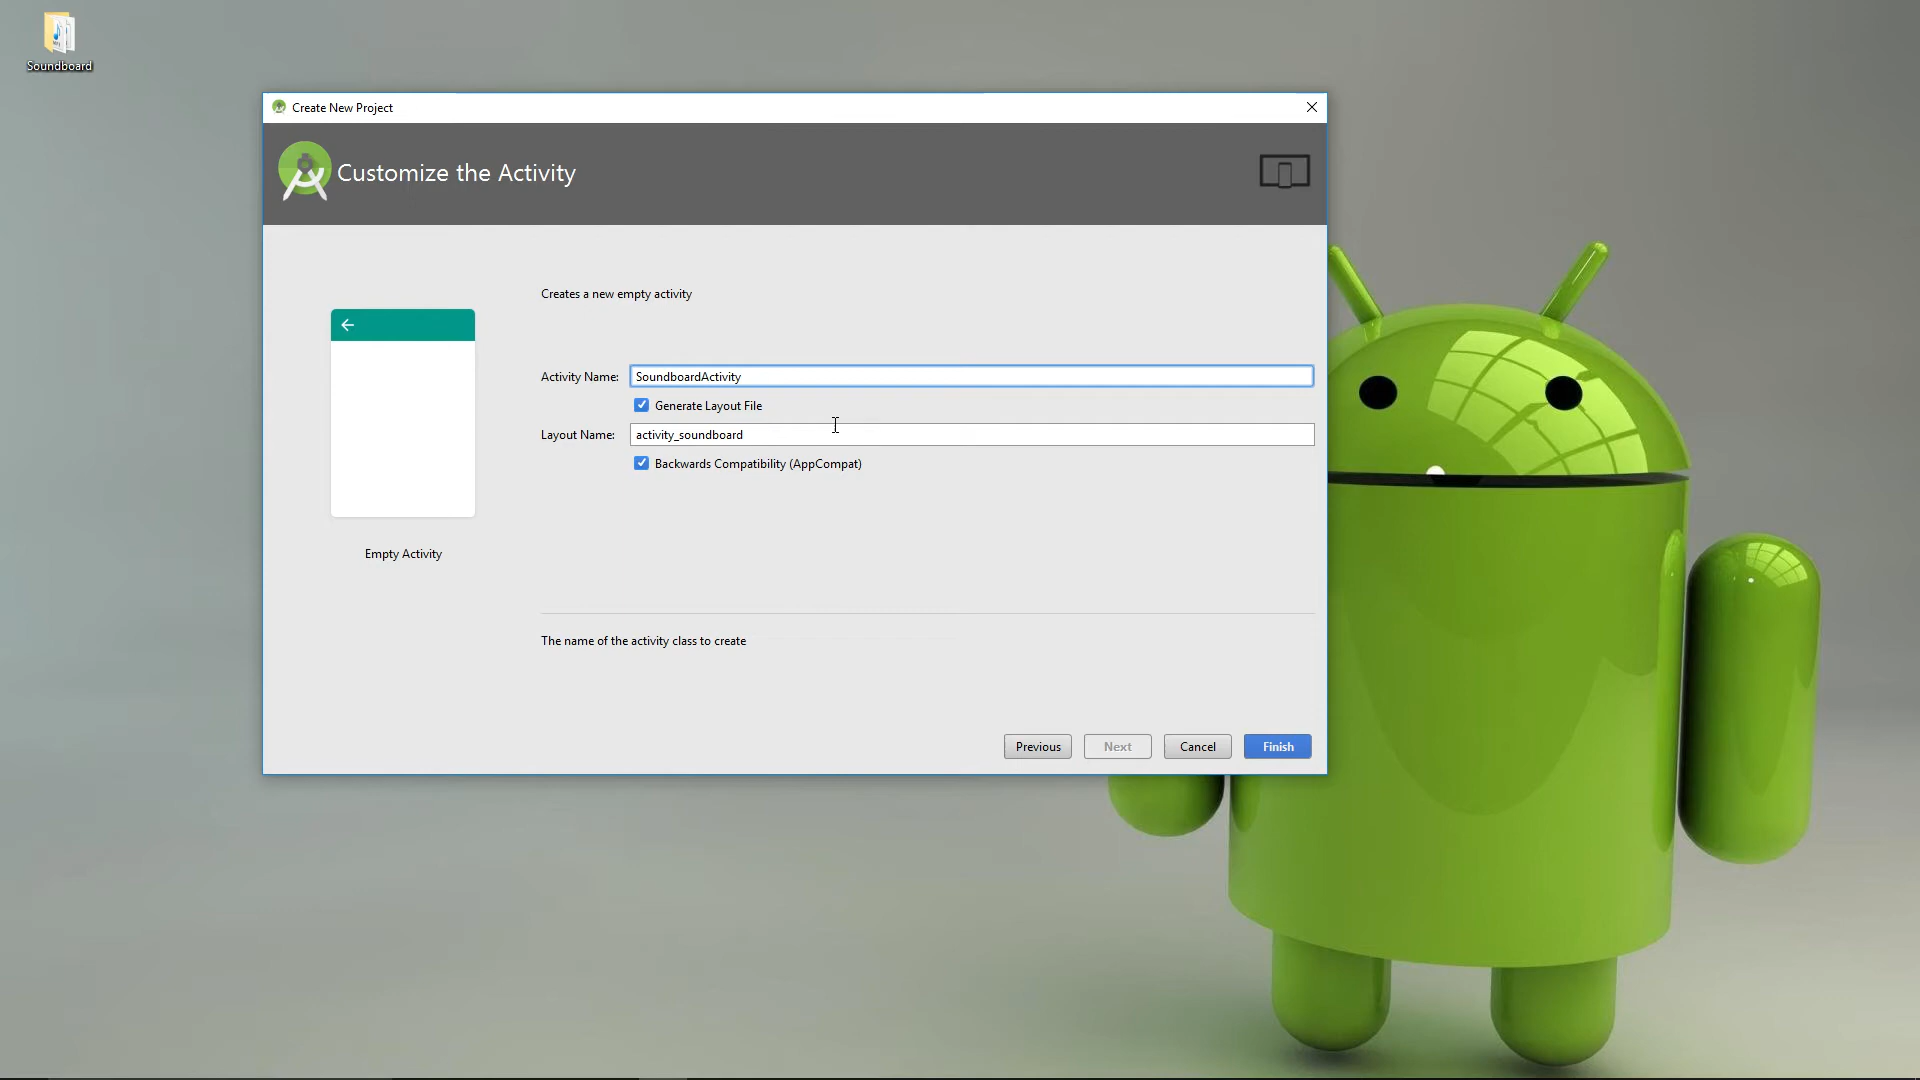 Soundboard
Create New Project
Customize the Activity
Creates a new empty activity
Activity Name: SoundboardActivity
Generate Layout File
Layout Name: activity_soundboard
Backwards Compatibility (AppCompat)
Empty Activity
The name of the activity class to create
Previous Next Cancel Finish